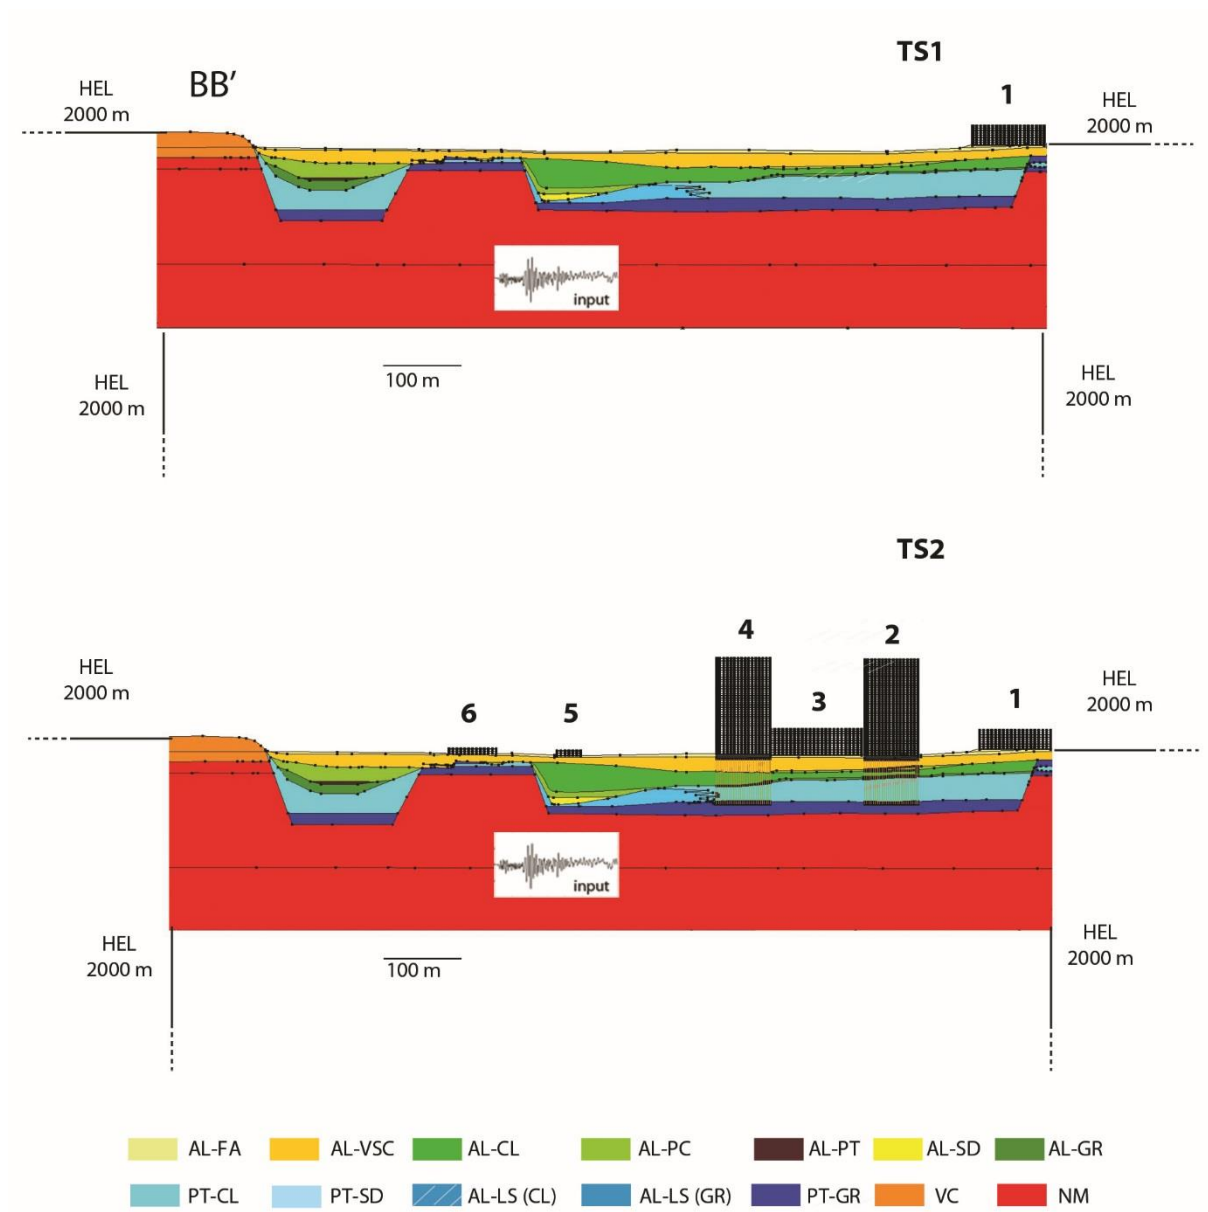 TS1
BB′
HEL
2000 m
1
HEL
2000 m
input
HEL
2000 m
100 m
HEL
2000 m
TS2
4
2
HEL
2000 m
6
5
3
1
HEL
2000 m
input
HEL
2000 m
100 m
HEL
2000 m
AL-FA AL-VSC AL-CL AL-PC AL-PT AL-SD AL-GR
PT-CL PT-SD AL-LS (CL) AL-LS (GR) PT-GR VC NM